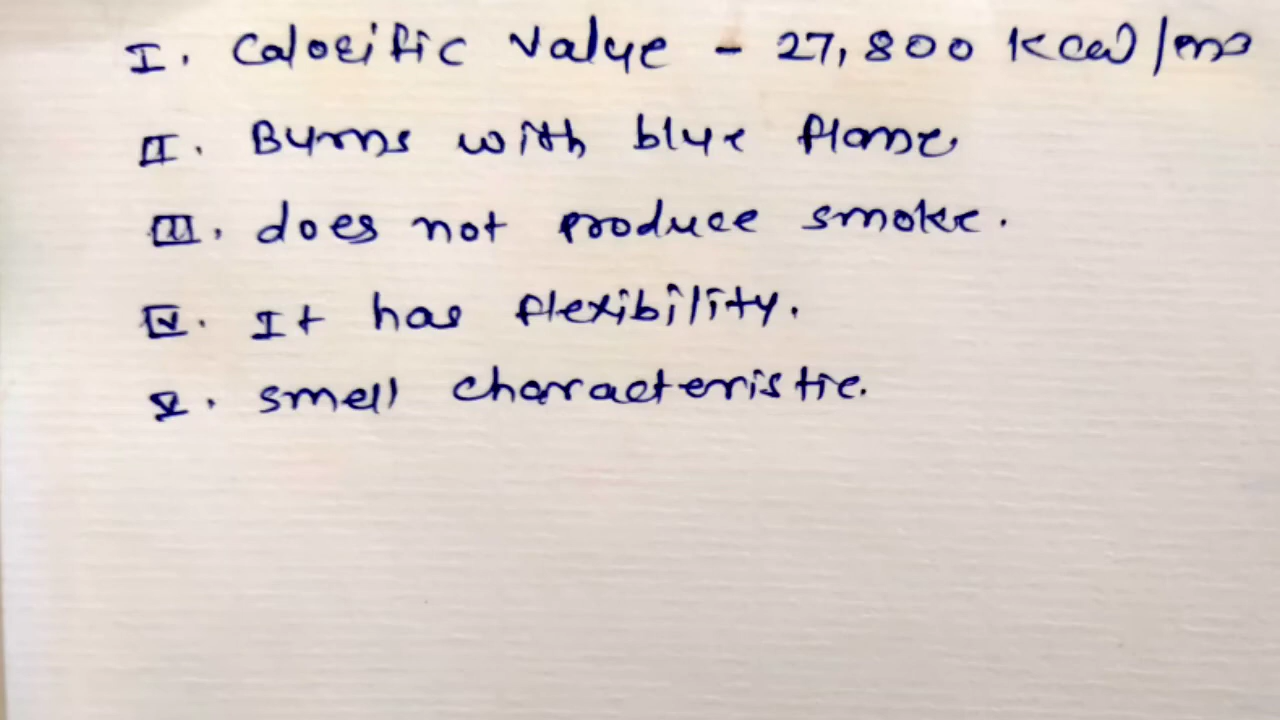 I. Calorific Value - 27,800 Kcal/m³
II. Burns with blue flame
III. does not produce smoke.
IV. It has flexibility.
V. smell characteristic.